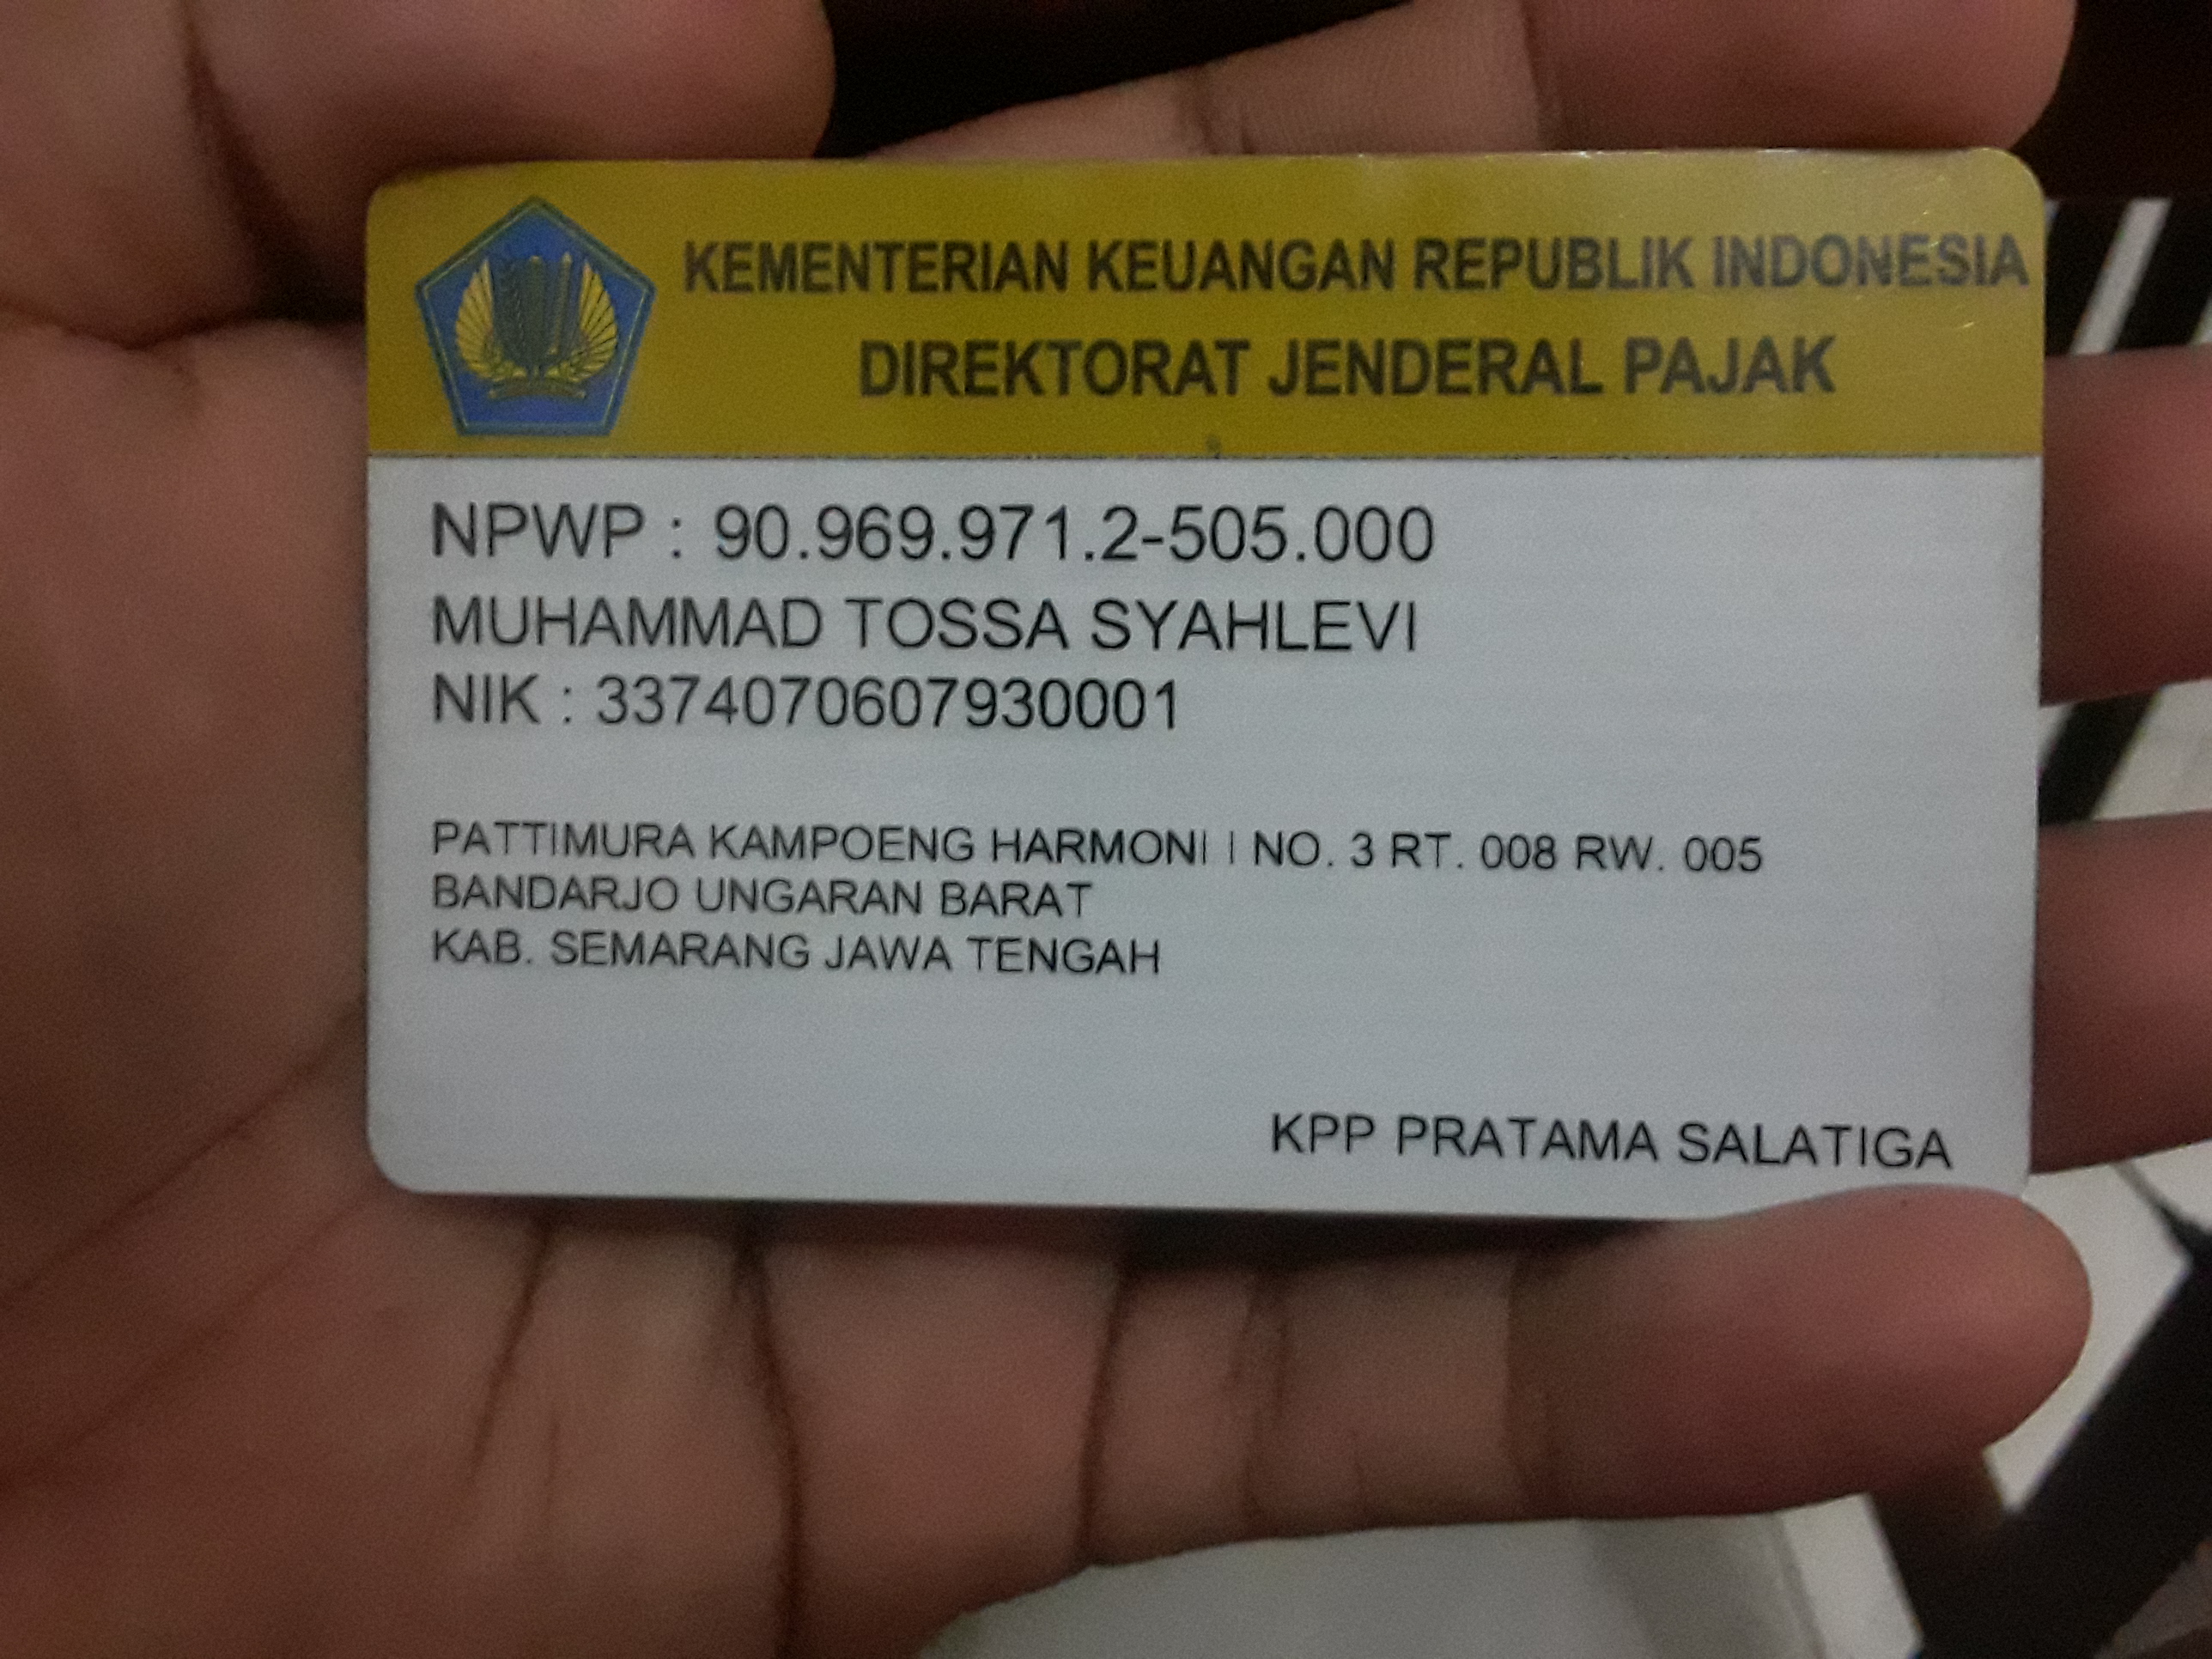 KEMENTERIAN KEUANGAN REPUBLIK INDONESIA
DIREKTORAT JENDERAL PAJAK
NPWP : 90.969.971.2-505.000
MUHAMMAD TOSSA SYAHLEVI
NIK : 3374070607930001
PATTIMURA KAMPOENG HARMONI I NO. 3 RT. 008 RW. 005
BANDARJO UNGARAN BARAT
KAB. SEMARANG JAWA TENGAH
KPP PRATAMA SALATIGA